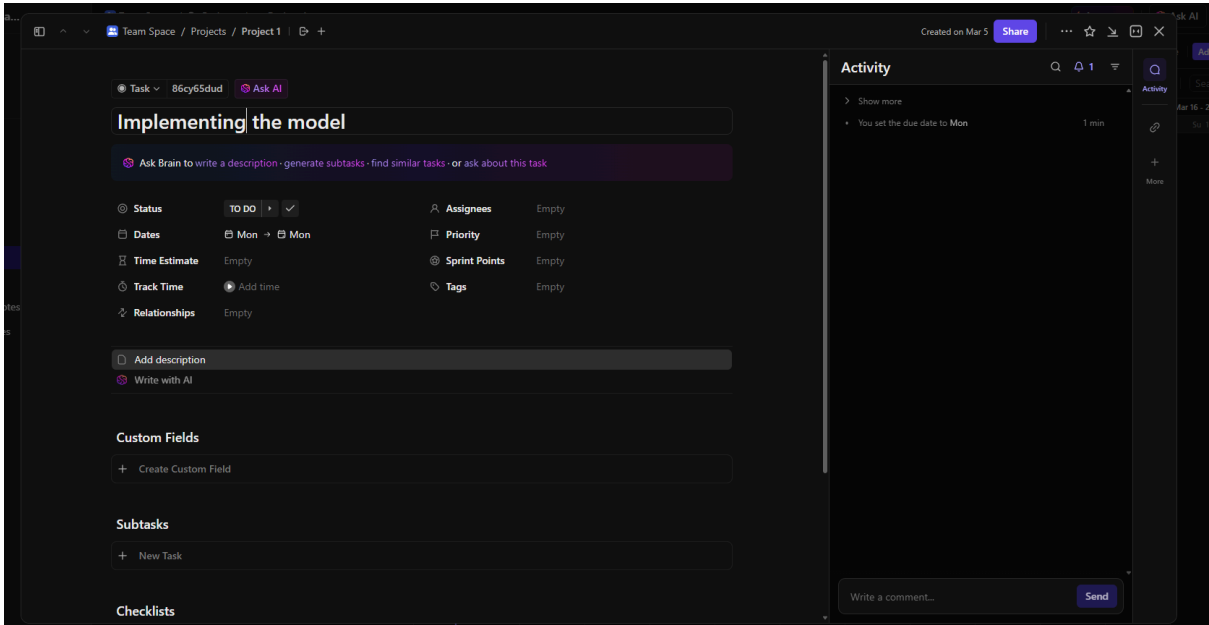 Team Space / Projects / Project 1
Created on Mar 5
Share
Task
86cy65dud
Ask AI
Implementing the model
Ask Brain to write a description · generate subtasks · find similar tasks · or ask about this task
Status
TO DO
Assignees
Empty
Dates
Mon → Mon
Priority
Empty
Time Estimate
Empty
Sprint Points
Empty
Track Time
Add time
Tags
Empty
Relationships
Empty
Add description
Write with AI
Custom Fields
+ Create Custom Field
Subtasks
+ New Task
Checklists
Activity
1
Show more
• You set the due date to Mon
1 min
Write a comment...
Send
Activity
More
Ask AI